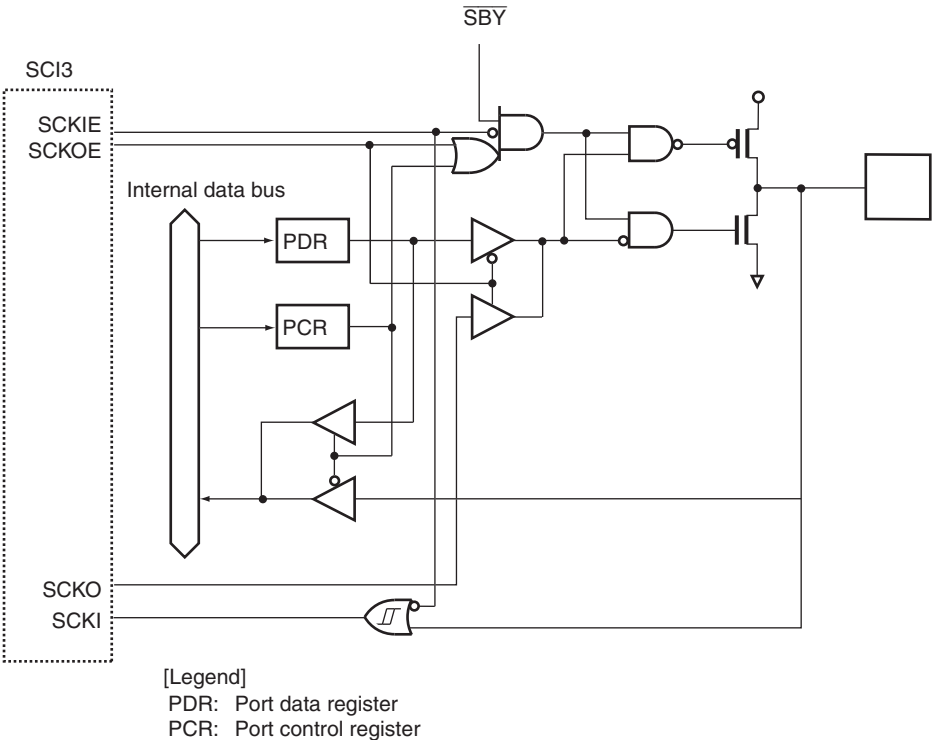 S̅B̅Y̅
SCI3
SCKIE
SCKOE
Internal data bus
PDR
PCR
SCKO
SCKI
[Legend]
PDR: Port data register
PCR: Port control register